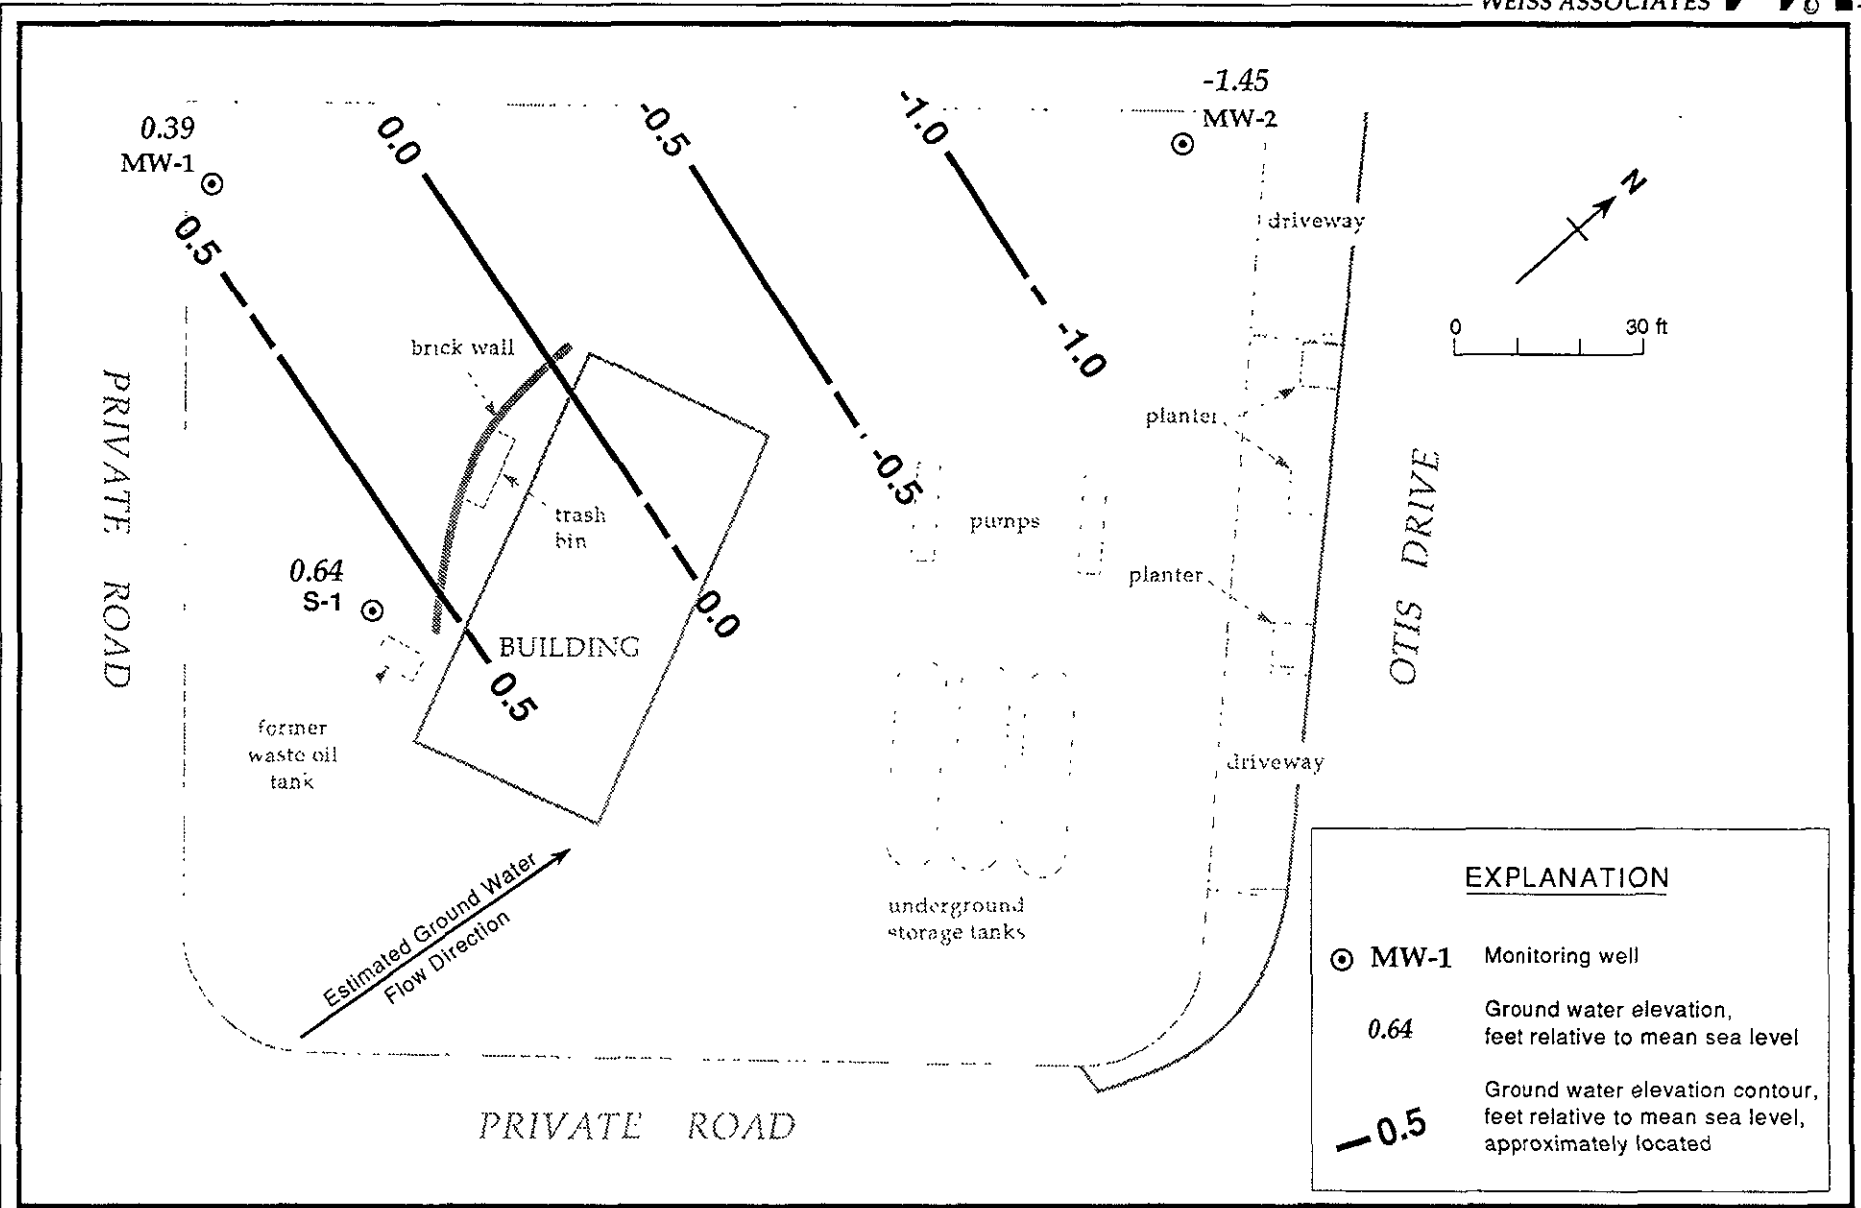 WEISS ASSOCIATES
©
-1.45
MW-2
0.39
MW-1
0.0
-0.5
-1.0
N
0.5
driveway
0 30 ft
brick wall
-1.0
planter
PRIVATE ROAD
-0.5
pumps
trash
bin
OTIS DRIVE
0.64
S-1
planter
0.0
BUILDING
0.5
former
waste oil
tank
driveway
Estimated Ground Water
Flow Direction
underground
storage tanks
PRIVATE ROAD
EXPLANATION
MW-1 Monitoring well
0.64
Ground water elevation,
feet relative to mean sea level
0.5
Ground water elevation contour,
feet relative to mean sea level,
approximately located